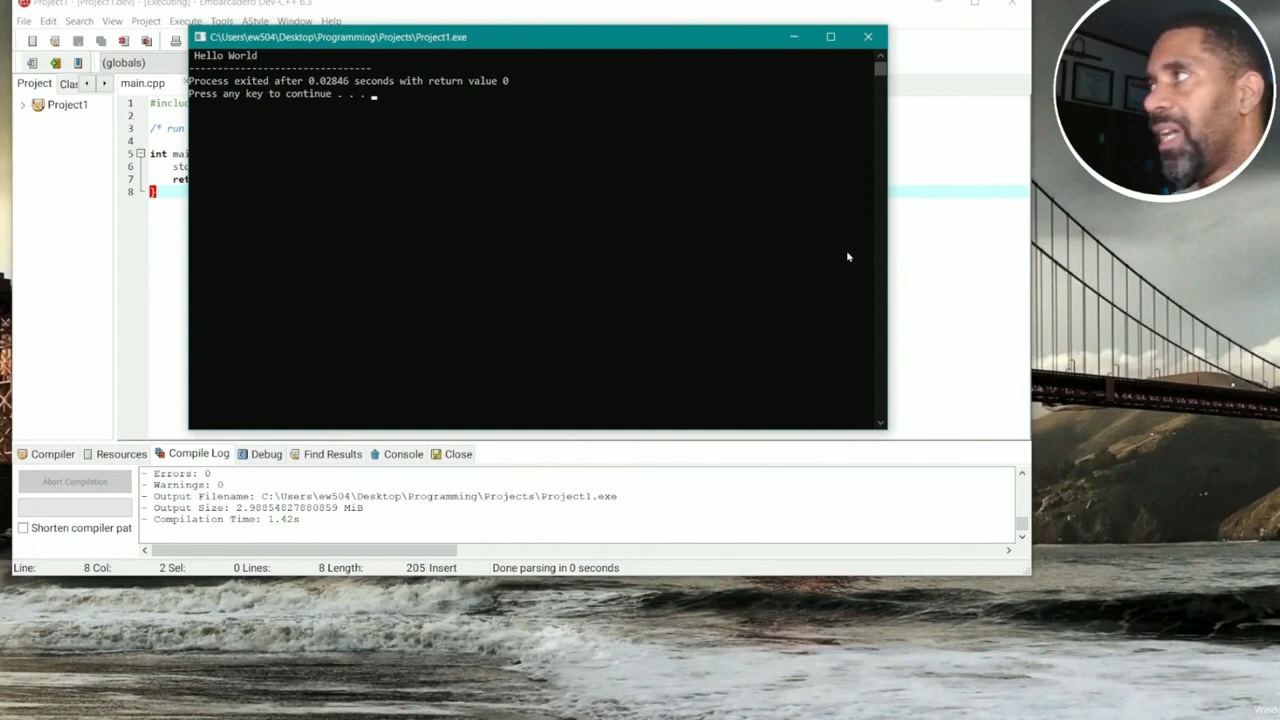 Project1 - [Project1.dev] - [Executing] - Embarcadero Dev-C++ 6.3
File Edit Search View Project Execute Tools AStyle Window Help
C:\Users\ew504\Desktop\Programming\Projects\Project1.exe
(globals)
Hello World
--------------------------------
Process exited after 0.02846 seconds with return value 0
Press any key to continue . . .
Project Clas
main.cpp
Project1
1 #includ
2
3 /* run
4
5 int mai
6 std
7 ret
8 }
Compiler Resources Compile Log Debug Find Results Console Close
Abort Compilation
Shorten compiler pat
- Errors: 0
- Warnings: 0
- Output Filename: C:\Users\ew504\Desktop\Programming\Projects\Project1.exe
- Output Size: 2.98854827880859 MiB
- Compilation Time: 1.42s
Line: 8 Col: 2 Sel: 0 Lines: 8 Length: 205 Insert Done parsing in 0 seconds